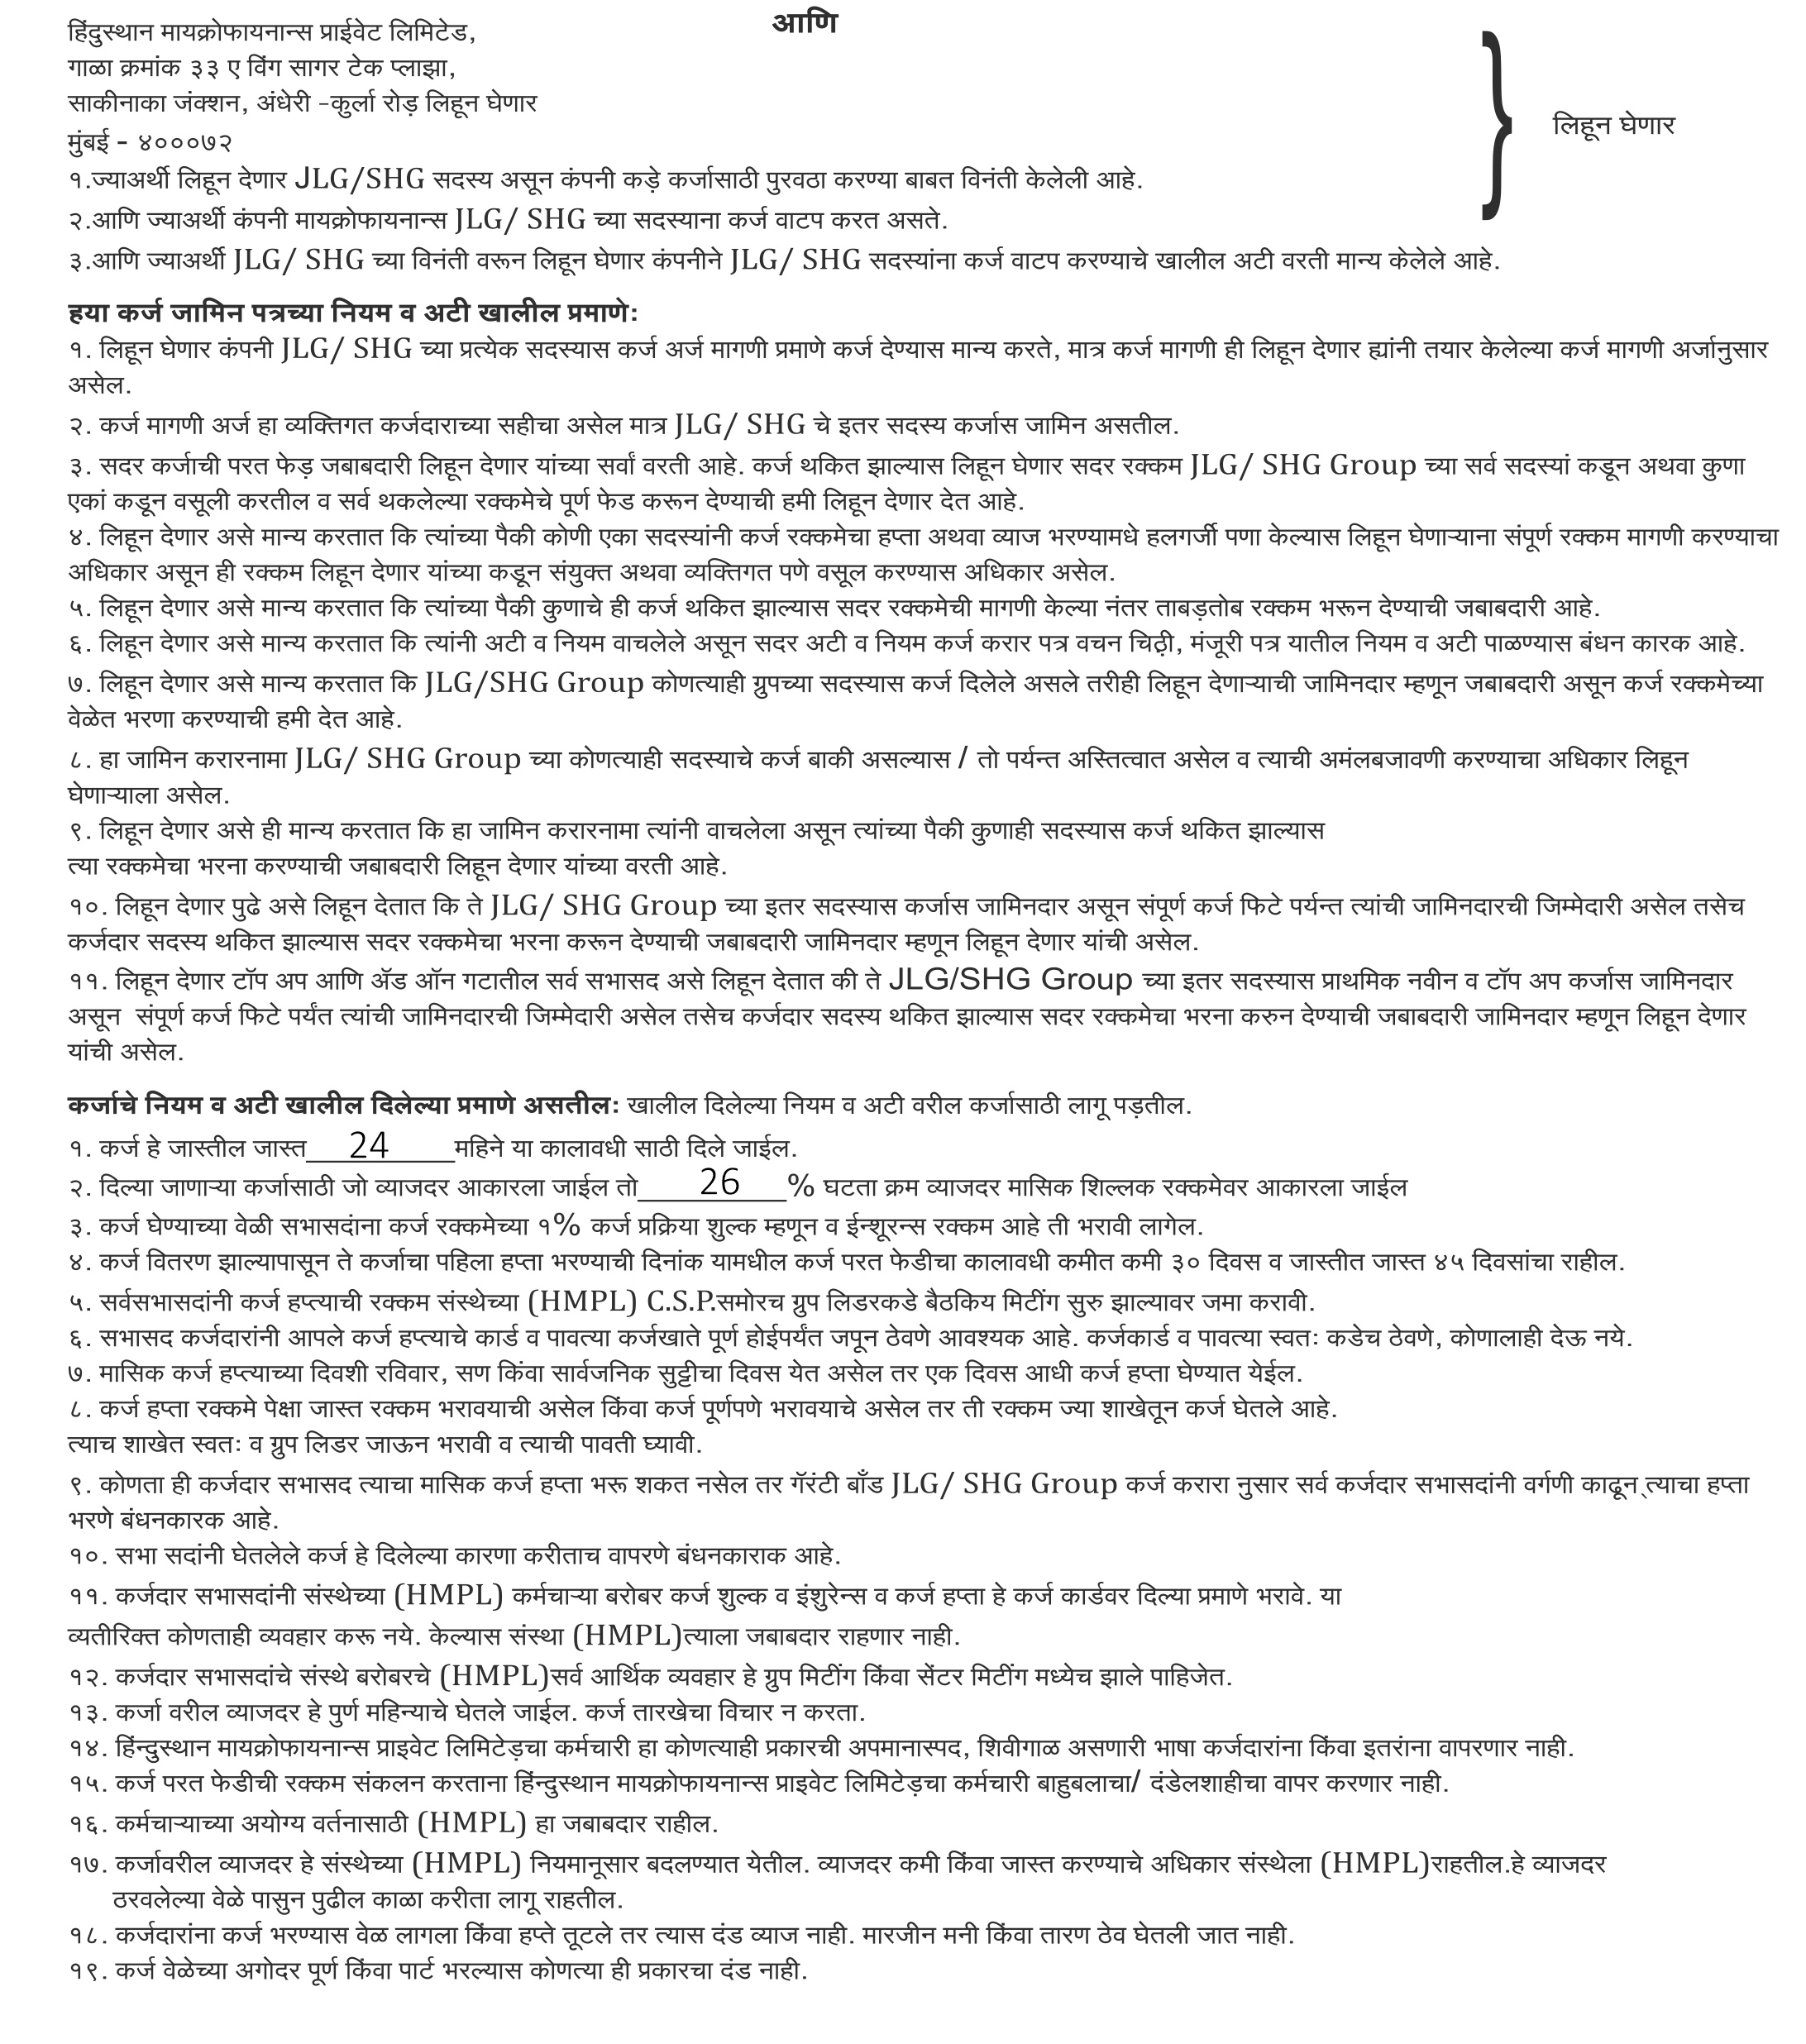 आणि
हिंदुस्थान मायक्रोफायनान्स प्राईवेट लिमिटेड,
गाळा क्रमांक ३३ ए विंग सागर टेक प्लाझा,
साकीनाका जंक्शन, अंधेरी -कुर्ला रोड़ लिहून घेणार
मुंबई - ४०००७२
लिहून घेणार
१.ज्याअर्थी लिहून देणार JLG/SHG सदस्य असून कंपनी कड़े कर्जासाठी पुरवठा करण्या बाबत विनंती केलेली आहे.
२.आणि ज्याअर्थी कंपनी मायक्रोफायनान्स JLG/ SHG च्या सदस्याना कर्ज वाटप करत असते.
३.आणि ज्याअर्थी JLG/ SHG च्या विनंती वरून लिहून घेणार कंपनीने JLG/ SHG सदस्यांना कर्ज वाटप करण्याचे खालील अटी वरती मान्य केलेले आहे.
हया कर्ज जामिन पत्रच्या नियम व अटी खालील प्रमाणे:
१. लिहून घेणार कंपनी JLG/ SHG च्या प्रत्येक सदस्यास कर्ज अर्ज मागणी प्रमाणे कर्ज देण्यास मान्य करते, मात्र कर्ज मागणी ही लिहून देणार ह्यांनी तयार केलेल्या कर्ज मागणी अर्जानुसार
असेल.
२. कर्ज मागणी अर्ज हा व्यक्तिगत कर्जदाराच्या सहीचा असेल मात्र JLG/ SHG चे इतर सदस्य कर्जास जामिन असतील.
३. सदर कर्जाची परत फेड़ जबाबदारी लिहून देणार यांच्या सर्वां वरती आहे. कर्ज थकित झाल्यास लिहून घेणार सदर रक्कम JLG/ SHG Group च्या सर्व सदस्यां कडून अथवा कुणा
एकां कडून वसूली करतील व सर्व थकलेल्या रक्कमेचे पूर्ण फेड करून देण्याची हमी लिहून देणार देत आहे.
४. लिहून देणार असे मान्य करतात कि त्यांच्या पैकी कोणी एका सदस्यांनी कर्ज रक्कमेचा हप्ता अथवा व्याज भरण्यामधे हलगर्जी पणा केल्यास लिहून घेणाऱ्याना संपूर्ण रक्कम मागणी करण्याचा
अधिकार असून ही रक्कम लिहून देणार यांच्या कडून संयुक्त अथवा व्यक्तिगत पणे वसूल करण्यास अधिकार असेल.
५. लिहून देणार असे मान्य करतात कि त्यांच्या पैकी कुणाचे ही कर्ज थकित झाल्यास सदर रक्कमेची मागणी केल्या नंतर ताबड़तोब रक्कम भरून देण्याची जबाबदारी आहे.
६. लिहून देणार असे मान्य करतात कि त्यांनी अटी व नियम वाचलेले असून सदर अटी व नियम कर्ज करार पत्र वचन चिठ्ठी, मंजूरी पत्र यातील नियम व अटी पाळण्यास बंधन कारक आहे.
७. लिहून देणार असे मान्य करतात कि JLG/SHG Group कोणत्याही ग्रुपच्या सदस्यास कर्ज दिलेले असले तरीही लिहून देणाऱ्याची जामिनदार म्हणून जबाबदारी असून कर्ज रक्कमेच्या
वेळेत भरणा करण्याची हमी देत आहे.
८. हा जामिन करारनामा JLG/ SHG Group च्या कोणत्याही सदस्याचे कर्ज बाकी असल्यास / तो पर्यन्त अस्तित्वात असेल व त्याची अमंलबजावणी करण्याचा अधिकार लिहून
घेणाऱ्याला असेल.
९. लिहून देणार असे ही मान्य करतात कि हा जामिन करारनामा त्यांनी वाचलेला असून त्यांच्या पैकी कुणाही सदस्यास कर्ज थकित झाल्यास
त्या रक्कमेचा भरना करण्याची जबाबदारी लिहून देणार यांच्या वरती आहे.
१०. लिहून देणार पुढे असे लिहून देतात कि ते JLG/ SHG Group च्या इतर सदस्यास कर्जास जामिनदार असून संपूर्ण कर्ज फिटे पर्यन्त त्यांची जामिनदारची जिम्मेदारी असेल तसेच
कर्जदार सदस्य थकित झाल्यास सदर रक्कमेचा भरना करून देण्याची जबाबदारी जामिनदार म्हणून लिहून देणार यांची असेल.
११. लिहून देणार टॉप अप आणि ॲड ऑन गटातील सर्व सभासद असे लिहून देतात की ते JLG/SHG Group च्या इतर सदस्यास प्राथमिक नवीन व टॉप अप कर्जास जामिनदार
असून संपूर्ण कर्ज फिटे पर्यंत त्यांची जामिनदारची जिम्मेदारी असेल तसेच कर्जदार सदस्य थकित झाल्यास सदर रक्कमेचा भरना करुन देण्याची जबाबदारी जामिनदार म्हणून लिहून देणार
यांची असेल.
कर्जाचे नियम व अटी खालील दिलेल्या प्रमाणे असतील: खालील दिलेल्या नियम व अटी वरील कर्जासाठी लागू पड़तील.
१. कर्ज हे जास्तील जास्त 24 महिने या कालावधी साठी दिले जाईल.
२. दिल्या जाणाऱ्या कर्जासाठी जो व्याजदर आकारला जाईल तो 26 % घटता क्रम व्याजदर मासिक शिल्लक रक्कमेवर आकारला जाईल
३. कर्ज घेण्याच्या वेळी सभासदांना कर्ज रक्कमेच्या १% कर्ज प्रक्रिया शुल्क म्हणून व ईन्शूरन्स रक्कम आहे ती भरावी लागेल.
४. कर्ज वितरण झाल्यापासून ते कर्जाचा पहिला हप्ता भरण्याची दिनांक यामधील कर्ज परत फेडीचा कालावधी कमीत कमी ३० दिवस व जास्तीत जास्त ४५ दिवसांचा राहील.
५. सर्वसभासदांनी कर्ज हप्त्याची रक्कम संस्थेच्या (HMPL) C.S.P.समोरच ग्रुप लिडरकडे बैठकिय मिटींग सुरु झाल्यावर जमा करावी.
६. सभासद कर्जदारांनी आपले कर्ज हप्त्याचे कार्ड व पावत्या कर्जखाते पूर्ण होईपर्यंत जपून ठेवणे आवश्यक आहे. कर्जकार्ड व पावत्या स्वतः कडेच ठेवणे, कोणालाही देऊ नये.
७. मासिक कर्ज हप्त्याच्या दिवशी रविवार, सण किंवा सार्वजनिक सुट्टीचा दिवस येत असेल तर एक दिवस आधी कर्ज हप्ता घेण्यात येईल.
८. कर्ज हप्ता रक्कमे पेक्षा जास्त रक्कम भरावयाची असेल किंवा कर्ज पूर्णपणे भरावयाचे असेल तर ती रक्कम ज्या शाखेतून कर्ज घेतले आहे.
त्याच शाखेत स्वतः व ग्रुप लिडर जाऊन भरावी व त्याची पावती घ्यावी.
९. कोणता ही कर्जदार सभासद त्याचा मासिक कर्ज हप्ता भरू शकत नसेल तर गॅरंटी बाँड JLG/ SHG Group कर्ज करारा नुसार सर्व कर्जदार सभासदांनी वर्गणी काढून् त्याचा हप्ता
भरणे बंधनकारक आहे.
१०. सभा सदांनी घेतलेले कर्ज हे दिलेल्या कारणा करीताच वापरणे बंधनकाराक आहे.
११. कर्जदार सभासदांनी संस्थेच्या (HMPL) कर्मचाऱ्या बरोबर कर्ज शुल्क व इंशुरेन्स व कर्ज हप्ता हे कर्ज कार्डवर दिल्या प्रमाणे भरावे. या
व्यतीरिक्त कोणताही व्यवहार करू नये. केल्यास संस्था (HMPL)त्याला जबाबदार राहणार नाही.
१२. कर्जदार सभासदांचे संस्थे बरोबरचे (HMPL)सर्व आर्थिक व्यवहार हे ग्रुप मिटींग किंवा सेंटर मिटींग मध्येच झाले पाहिजेत.
१३. कर्जा वरील व्याजदर हे पुर्ण महिन्याचे घेतले जाईल. कर्ज तारखेचा विचार न करता.
१४. हिंन्दुस्थान मायक्रोफायनान्स प्राइवेट लिमिटेड़चा कर्मचारी हा कोणत्याही प्रकारची अपमानास्पद, शिवीगाळ असणारी भाषा कर्जदारांना किंवा इतरांना वापरणार नाही.
१५. कर्ज परत फेडीची रक्कम संकलन करताना हिंन्दुस्थान मायक्रोफायनान्स प्राइवेट लिमिटेड़चा कर्मचारी बाहुबलाचा/ दंडेलशाहीचा वापर करणार नाही.
१६. कर्मचाऱ्याच्या अयोग्य वर्तनासाठी (HMPL) हा जबाबदार राहील.
१७. कर्जावरील व्याजदर हे संस्थेच्या (HMPL) नियमानूसार बदलण्यात येतील. व्याजदर कमी किंवा जास्त करण्याचे अधिकार संस्थेला (HMPL)राहतील.हे व्याजदर
ठरवलेल्या वेळे पासुन पुढील काळा करीता लागू राहतील.
१८. कर्जदारांना कर्ज भरण्यास वेळ लागला किंवा हप्ते तूटले तर त्यास दंड व्याज नाही. मारजीन मनी किंवा तारण ठेव घेतली जात नाही.
१९. कर्ज वेळेच्या अगोदर पूर्ण किंवा पार्ट भरल्यास कोणत्या ही प्रकारचा दंड नाही.